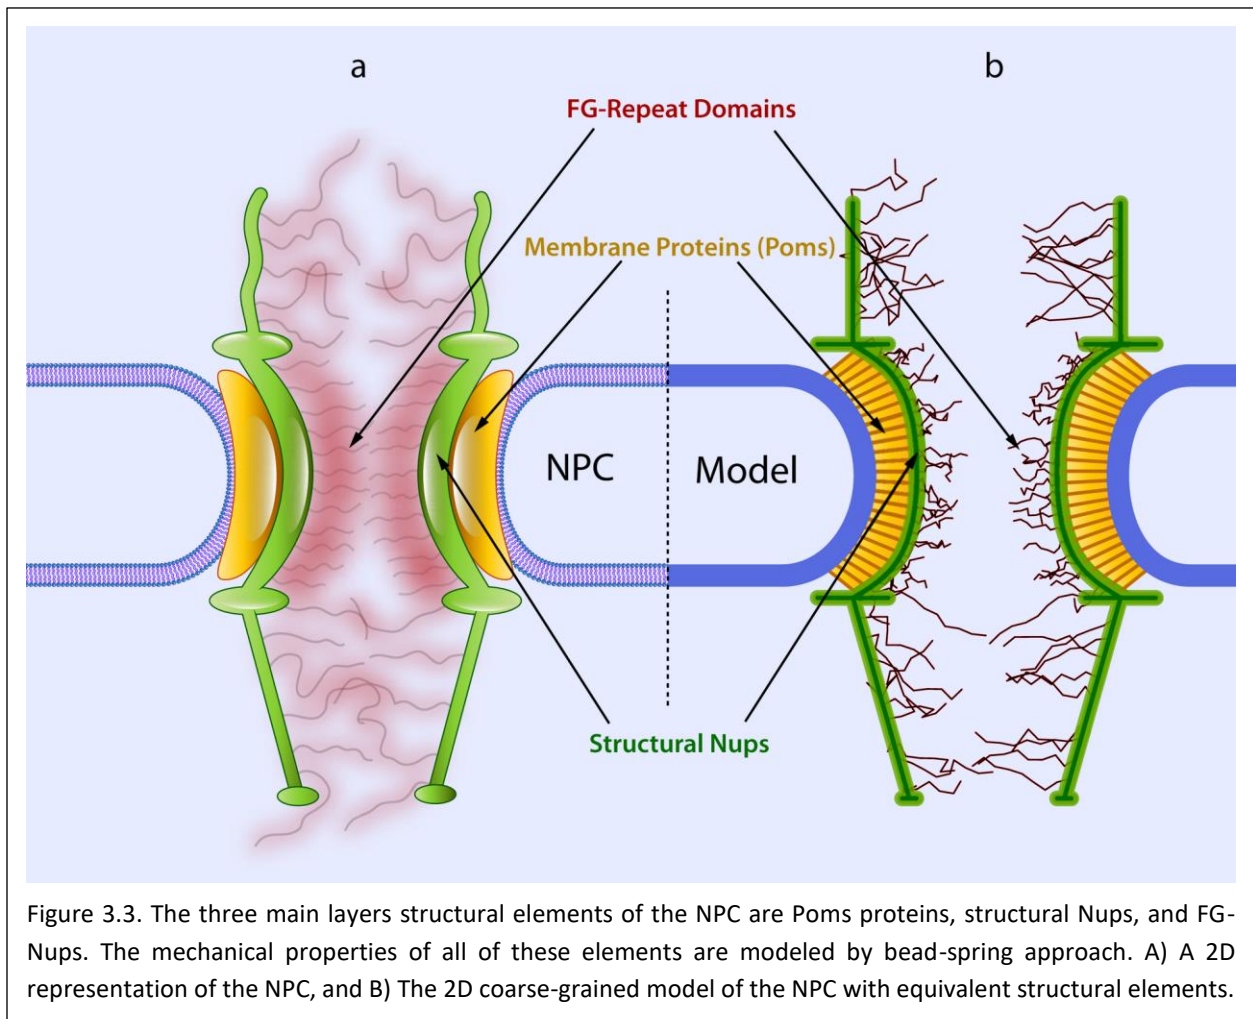 a
b
FG-Repeat Domains
Membrane Proteins (Poms)
NPC
Model
Structural Nups
Figure 3.3. The three main layers structural elements of the NPC are Poms proteins, structural Nups, and FG-
Nups. The mechanical properties of all of these elements are modeled by bead-spring approach. A) A 2D
representation of the NPC, and B) The 2D coarse-grained model of the NPC with equivalent structural elements.